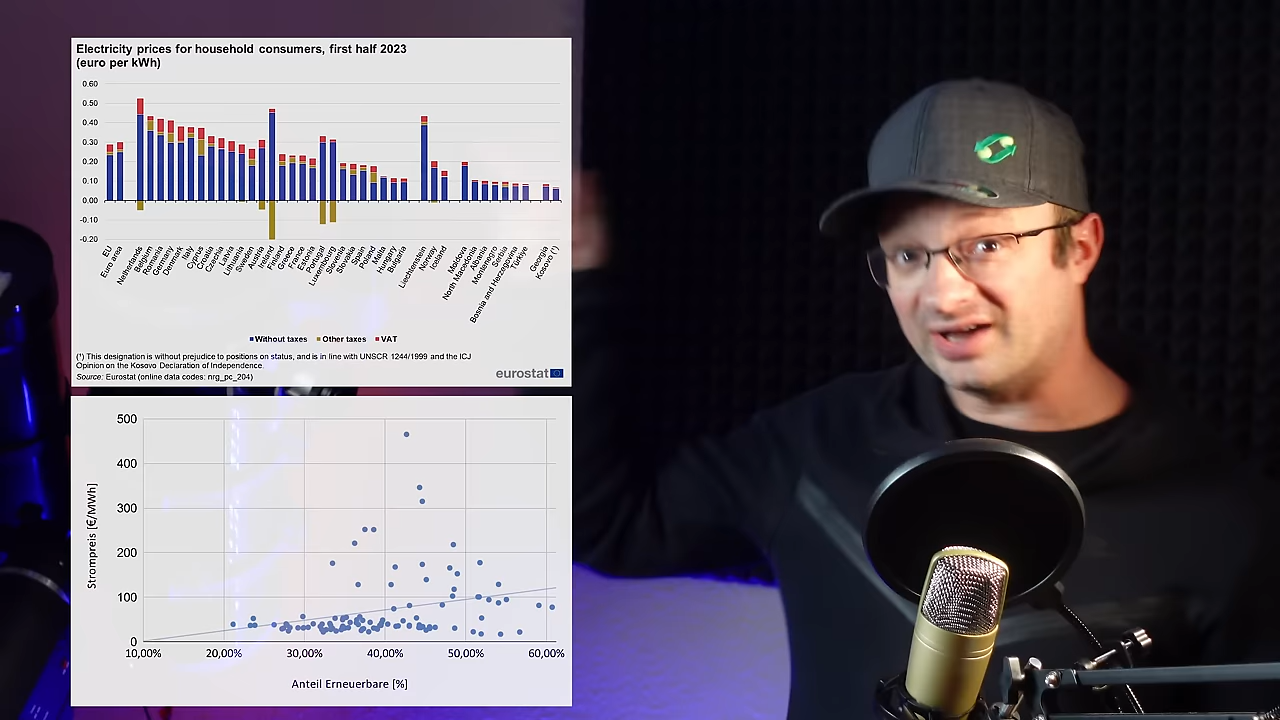 Electricity prices for household consumers, first half 2023
(euro per kWh)
0.60
0.50
0.40
0.30
0.20
0.10
0.00
-0.10
-0.20
EU
Euro area
Netherlands
Belgium
Romania
Germany
Denmark
Italy
Cyprus
Croatia
Czechia
Latvia
Lithuania
Sweden
Austria
Ireland
Finland
Greece
France
Estonia
Portugal
Luxembourg
Slovenia
Slovakia
Spain
Poland
Malta
Hungary
Bulgaria
Liechtenstein
Norway
Iceland
Moldova
North Macedonia
Albania
Montenegro
Serbia
Bosnia and Herzegovina
Türkiye
Georgia
Kosovo (¹)
Without taxes
Other taxes
VAT
(¹) This designation is without prejudice to positions on status, and is in line with UNSCR 1244/1999 and the ICJ
Opinion on the Kosovo Declaration of Independence.
Source: Eurostat (online data codes: nrg_pc_204)
eurostat
500
400
300
200
100
0
Strompreis [€/MWh]
10,00%
20,00%
30,00%
40,00%
50,00%
60,00%
Anteil Erneuerbare [%]